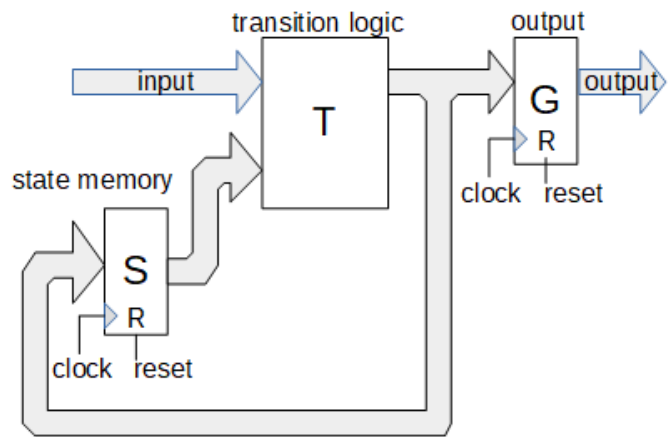 transition logic
output
input
output
T
G
R
clock
reset
state memory
S
R
clock
reset